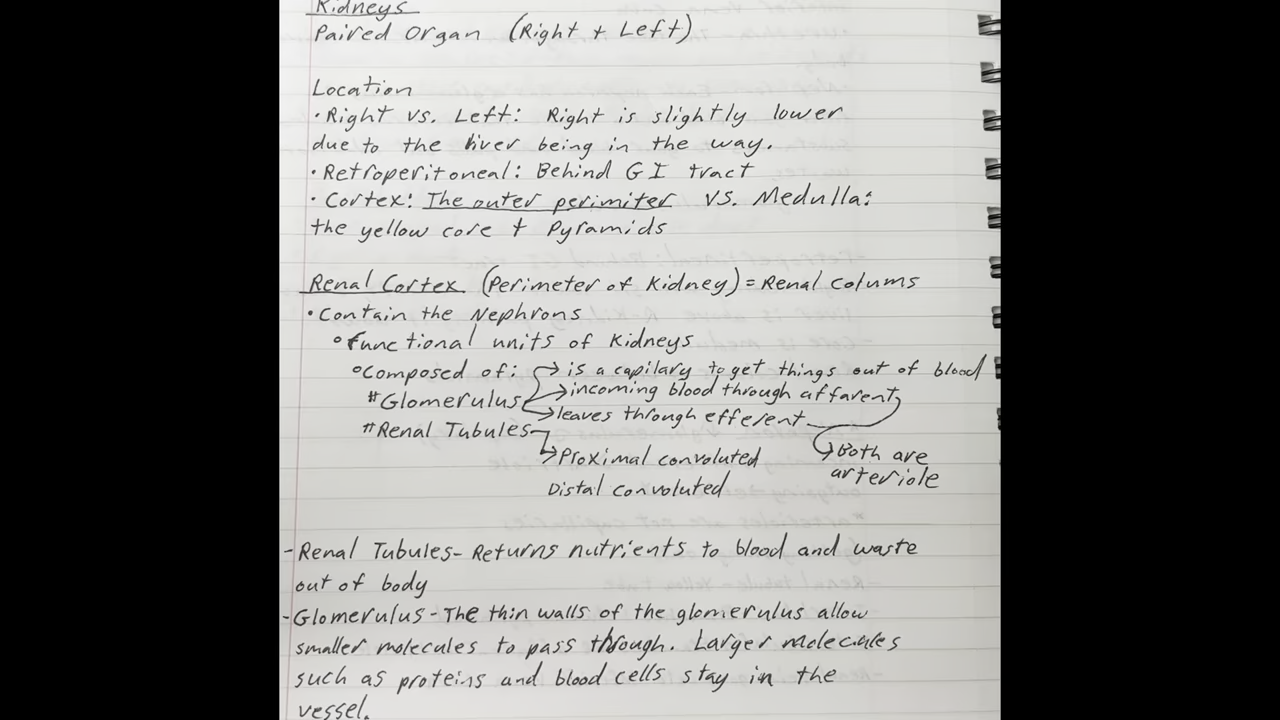 Kidneys
Paired Organ (Right + Left)
Location
• Right vs. Left: Right is slightly lower
due to the liver being in the way.
• Retroperitoneal: Behind GI tract
• Cortex: The outer perimiter vs. Medulla:
the yellow core + Pyramids
Renal Cortex (Perimeter of Kidney) = Renal colums
• Contain the Nephrons
° Functional units of Kidneys
° Composed of: → is a capilary to get things out of blood
# Glomerulus → incoming blood through affarent
→ leaves through efferent
# Renal Tubules
→ Both are
arteriole
→ Proximal convoluted
Distal convoluted
- Renal Tubules - Returns nutrients to blood and waste
out of body
- Glomerulus - The thin walls of the glomerulus allow
smaller molecules to pass through. Larger molecules
such as proteins and blood cells stay in the
vessel.